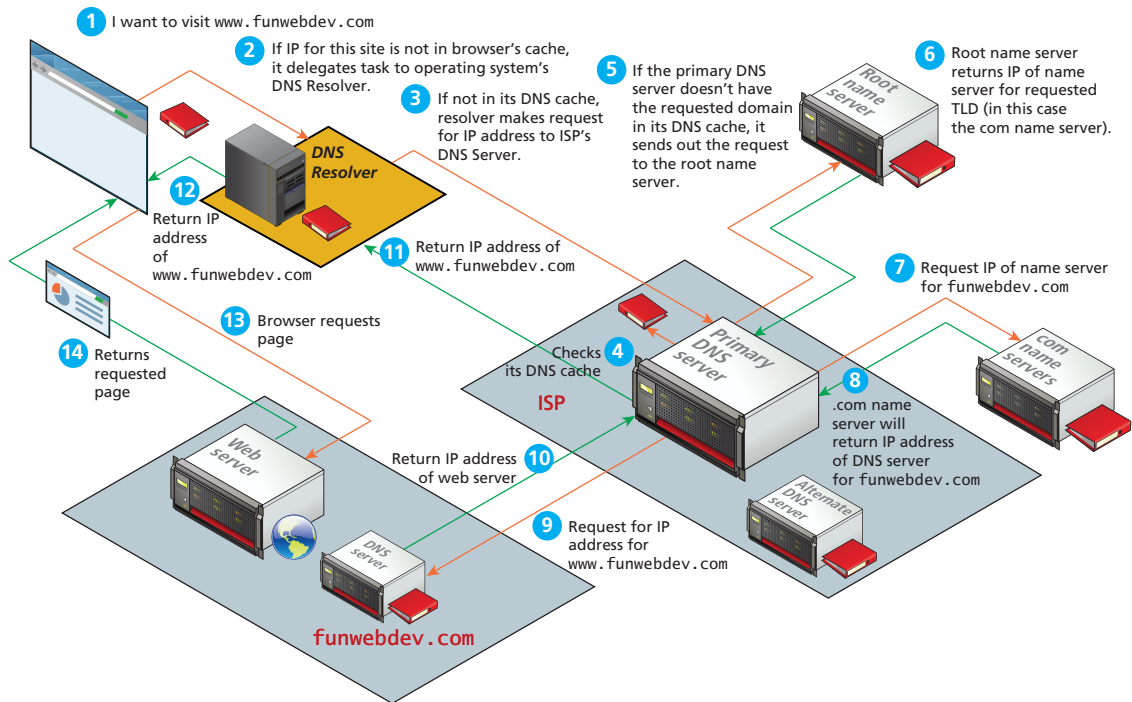 1 I want to visit www.funwebdev.com
2 If IP for this site is not in browser's cache,
it delegates task to operating system's
DNS Resolver.
3 If not in its DNS cache,
resolver makes request
for IP address to ISP's
DNS Server.
DNS
Resolver
5 If the primary DNS
server doesn't have
the requested domain
in its DNS cache, it
sends out the request
to the root name
server.
Root
name
server
6 Root name server
returns IP of name
server for requested
TLD (in this case
the com name server).
12
Return IP
address
of
www.funwebdev.com
11 Return IP address of
www.funwebdev.com
7 Request IP of name server
for funwebdev.com
13 Browser requests
page
14 Returns
requested
page
Checks 4
its DNS cache
ISP
Primary
DNS
server
com
name
servers
8
.com name
server will
return IP address
of DNS server
for funwebdev.com
Web
server
Return IP address 10
of web server
Alternate
DNS
server
9 Request for IP
address for
www.funwebdev.com
DNS
server
funwebdev.com